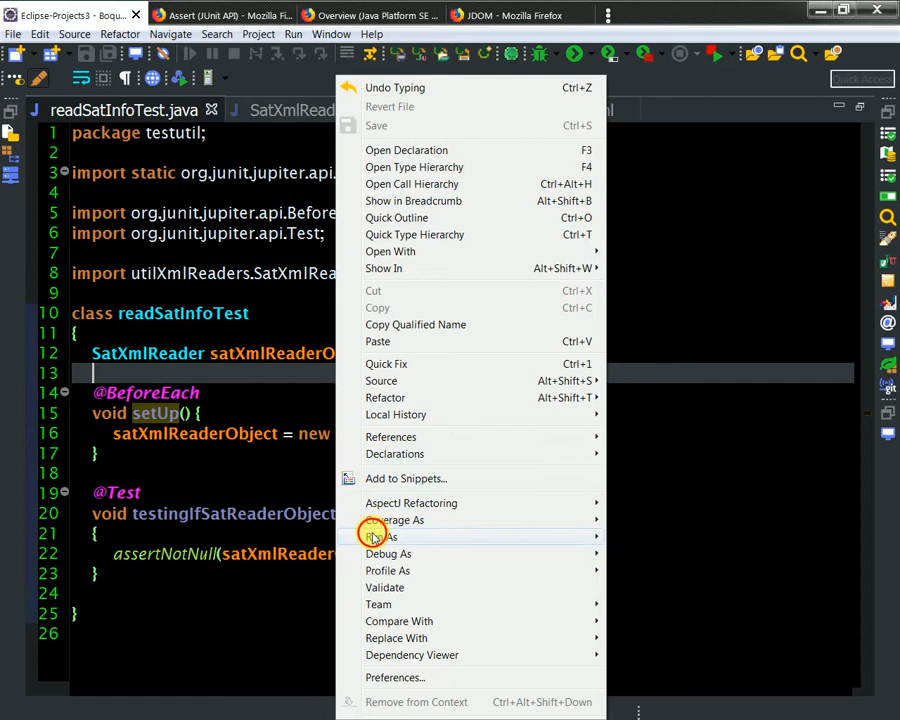 Eclipse-Projects3 - Boqu...
Assert (JUnit API) - Mozilla Fi...
Overview (Java Platform SE ...
JDOM - Mozilla Firefox
File Edit Source Refactor Navigate Search Project Run Window Help
Quick Access
readSatInfoTest.java
SatXmlRead
ml
1 package testutil;
2
3 import static org.junit.jupiter.api.
5 import org.junit.jupiter.api.Before
6 import org.junit.jupiter.api.Test;
7
8 import utilXmlReaders.SatXmlRea
9
10 class readSatInfoTest
11 {
12 SatXmlReader satXmlReaderO
13
14 @BeforeEach
15 void setUp() {
16 satXmlReaderObject = new
17 }
18
19 @Test
20 void testingIfSatReaderObject
21 {
22 assertNotNull(satXmlReader
23 }
24
25 }
26
Undo Typing Ctrl+Z
Revert File
Save Ctrl+S
Open Declaration F3
Open Type Hierarchy F4
Open Call Hierarchy Ctrl+Alt+H
Show in Breadcrumb Alt+Shift+B
Quick Outline Ctrl+O
Quick Type Hierarchy Ctrl+T
Open With
Show In Alt+Shift+W
Cut Ctrl+X
Copy Ctrl+C
Copy Qualified Name
Paste Ctrl+V
Quick Fix Ctrl+1
Source Alt+Shift+S
Refactor Alt+Shift+T
Local History
References
Declarations
Add to Snippets...
AspectJ Refactoring
Coverage As
Run As
Debug As
Profile As
Validate
Team
Compare With
Replace With
Dependency Viewer
Preferences...
Remove from Context Ctrl+Alt+Shift+Down